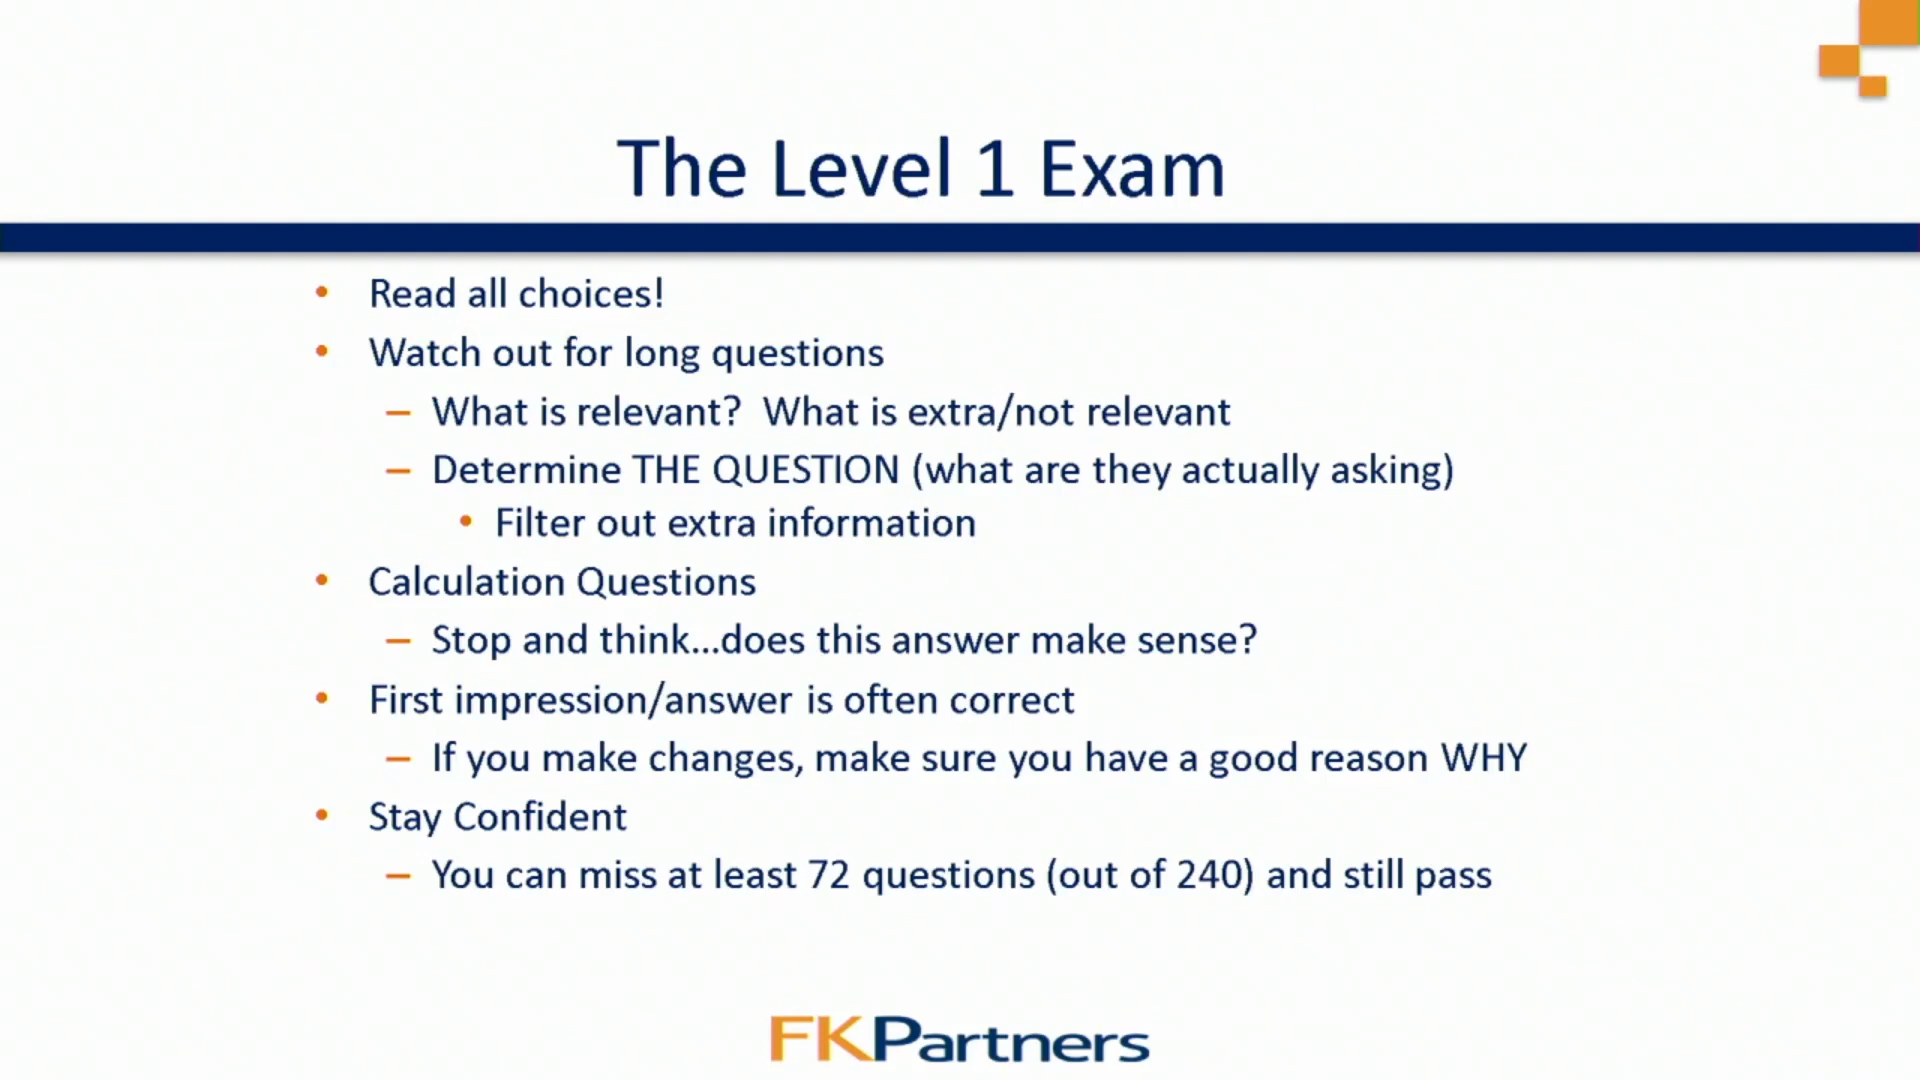 The Level 1 Exam
• Read all choices!
• Watch out for long questions
– What is relevant?  What is extra/not relevant
– Determine THE QUESTION (what are they actually asking)
• Filter out extra information
• Calculation Questions
– Stop and think...does this answer make sense?
• First impression/answer is often correct
– If you make changes, make sure you have a good reason WHY
• Stay Confident
– You can miss at least 72 questions (out of 240) and still pass
FKPartners